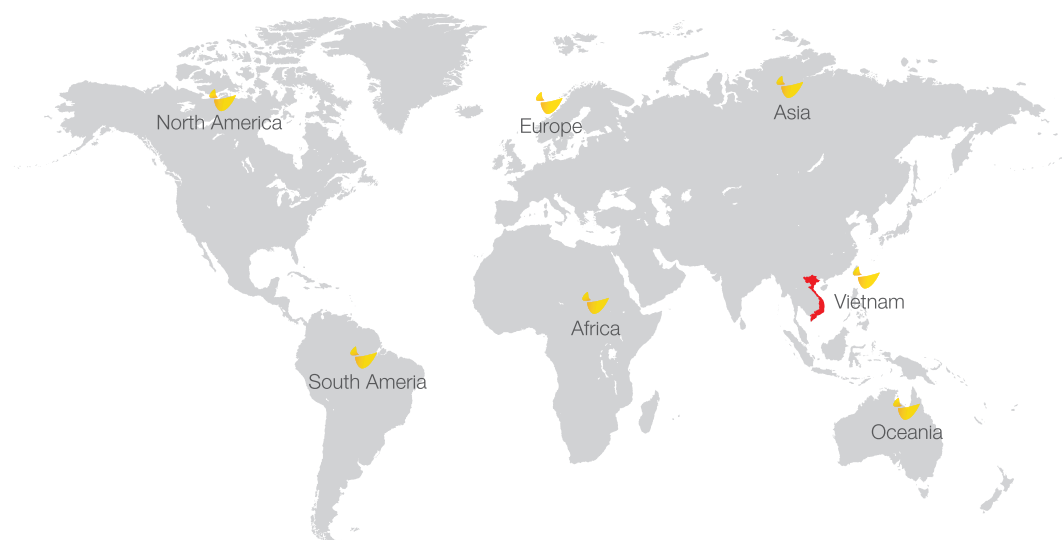 Asia
North America
Europe
Vietnam
Africa
South Ameria
Oceania